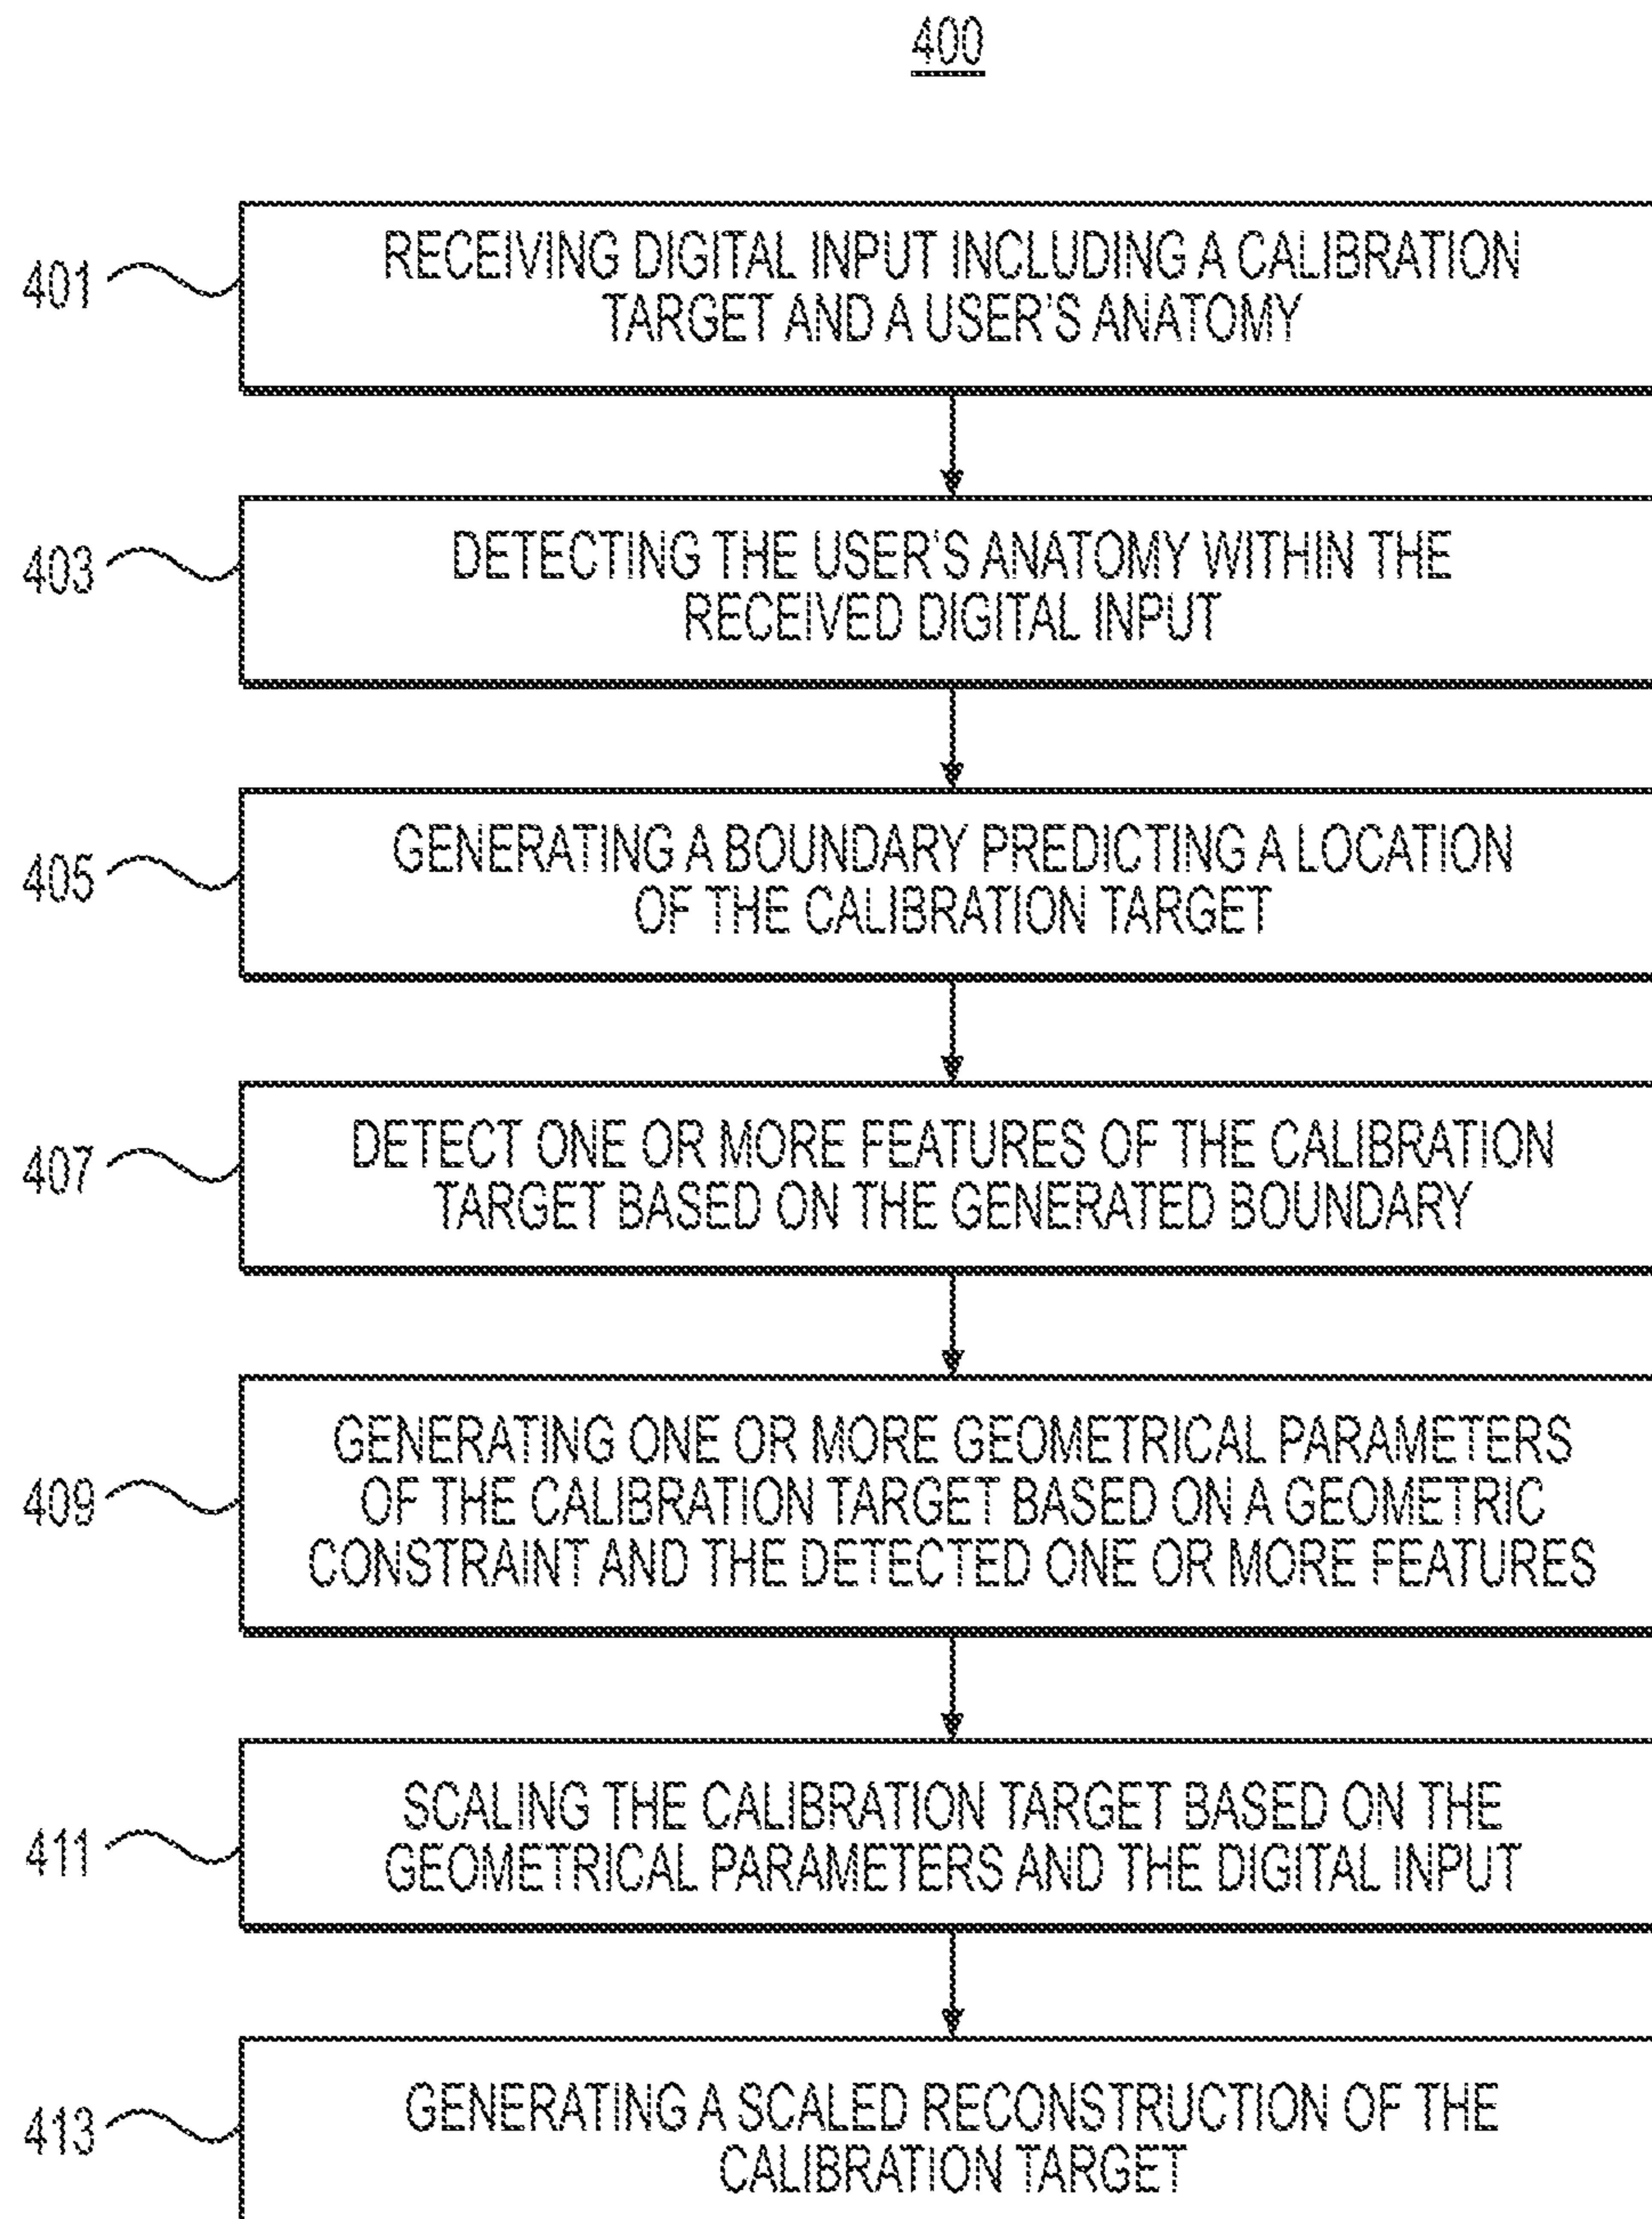 400
401
RECEIVING DIGITAL INPUT INCLUDING A CALIBRATION
TARGET AND A USER'S ANATOMY
403
DETECTING THE USER'S ANATOMY WITHIN THE
RECEIVED DIGITAL INPUT
405
GENERATING A BOUNDARY PREDICTING A LOCATION
OF THE CALIBRATION TARGET
407
DETECT ONE OR MORE FEATURES OF THE CALIBRATION
TARGET BASED ON THE GENERATED BOUNDARY
409
GENERATING ONE OR MORE GEOMETRICAL PARAMETERS
OF THE CALIBRATION TARGET BASED ON A GEOMETRIC
CONSTRAINT AND THE DETECTED ONE OR MORE FEATURES
411
SCALING THE CALIBRATION TARGET BASED ON THE
GEOMETRICAL PARAMETERS AND THE DIGITAL INPUT
413
GENERATING A SCALED RECONSTRUCTION OF THE
CALIBRATION TARGET